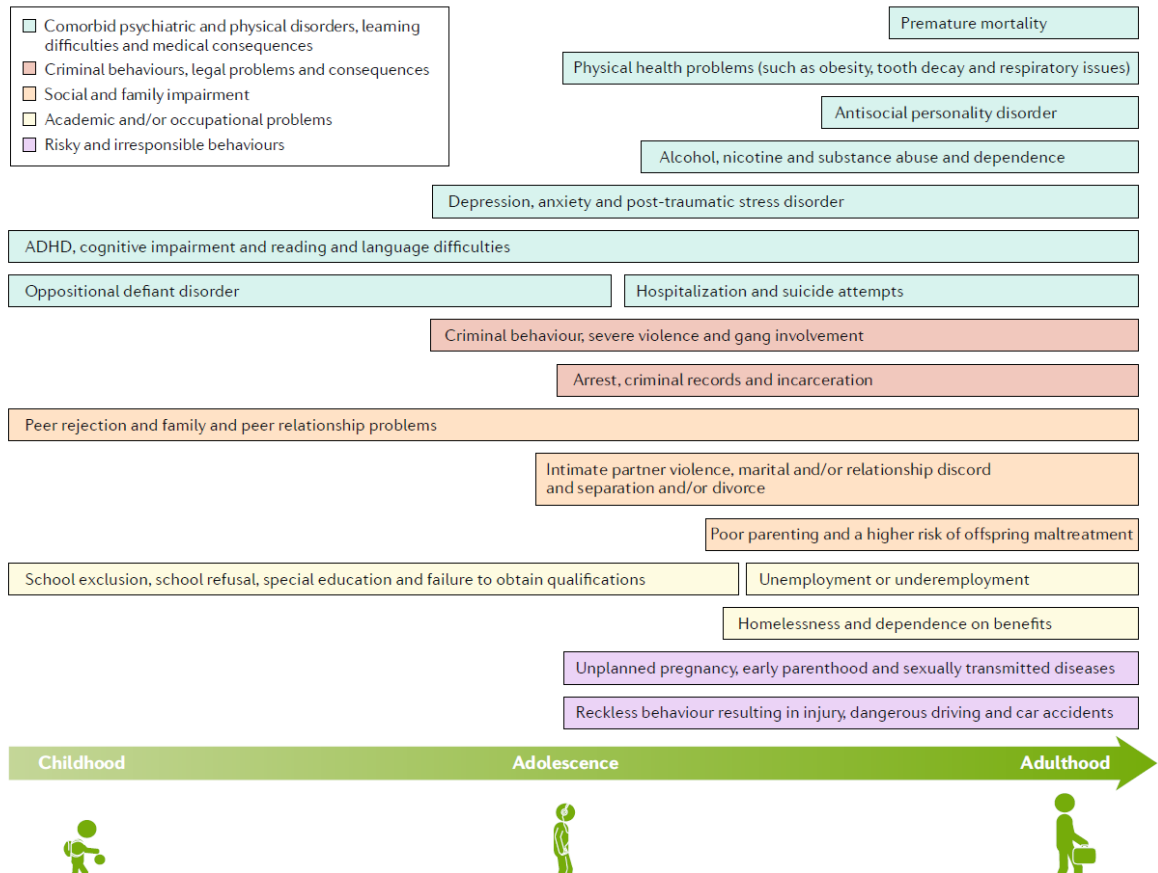 Comorbid psychiatric and physical disorders, learning
difficulties and medical consequences
Criminal behaviours, legal problems and consequences
Social and family impairment
Academic and/or occupational problems
Risky and irresponsible behaviours
Premature mortality
Physical health problems (such as obesity, tooth decay and respiratory issues)
Antisocial personality disorder
Alcohol, nicotine and substance abuse and dependence
Depression, anxiety and post-traumatic stress disorder
ADHD, cognitive impairment and reading and language difficulties
Oppositional defiant disorder
Hospitalization and suicide attempts
Criminal behaviour, severe violence and gang involvement
Arrest, criminal records and incarceration
Peer rejection and family and peer relationship problems
Intimate partner violence, marital and/or relationship discord
and separation and/or divorce
Poor parenting and a higher risk of offspring maltreatment
School exclusion, school refusal, special education and failure to obtain qualifications
Unemployment or underemployment
Homelessness and dependence on benefits
Unplanned pregnancy, early parenthood and sexually transmitted diseases
Reckless behaviour resulting in injury, dangerous driving and car accidents
Childhood
Adolescence
Adulthood